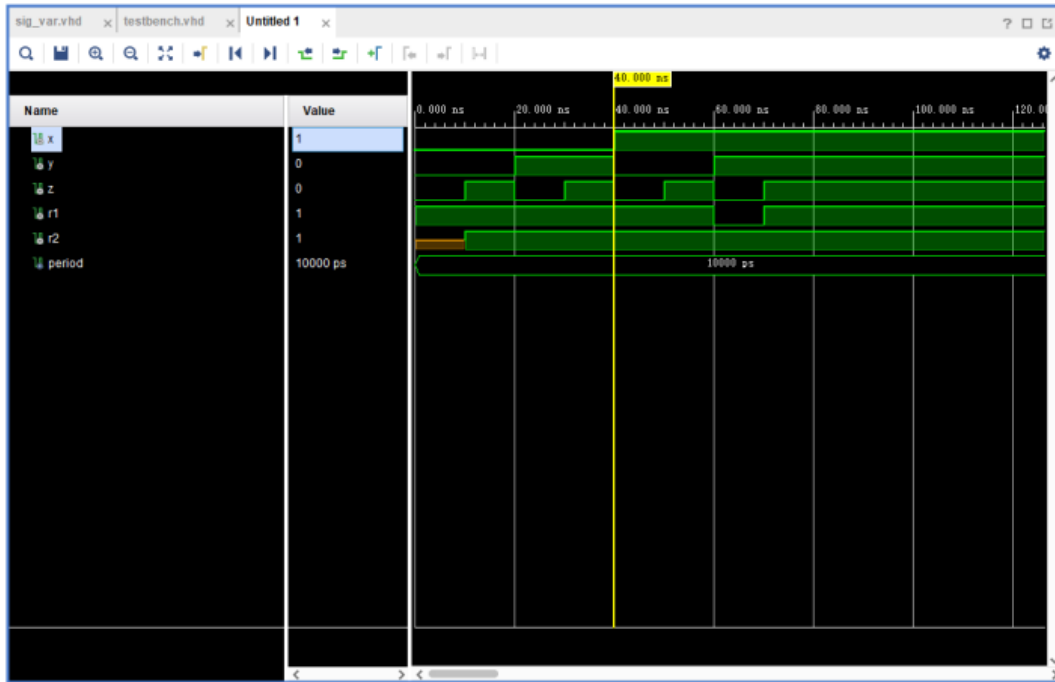 sig_var.vhd × testbench.vhd × Untitled 1 ×
40.000 ns
Name Value
0.000 ns 20.000 ns 40.000 ns 60.000 ns 80.000 ns 100.000 ns 120.0
x 1
y 0
z 0
r1 1
r2 1
period 10000 ps 10000 ps